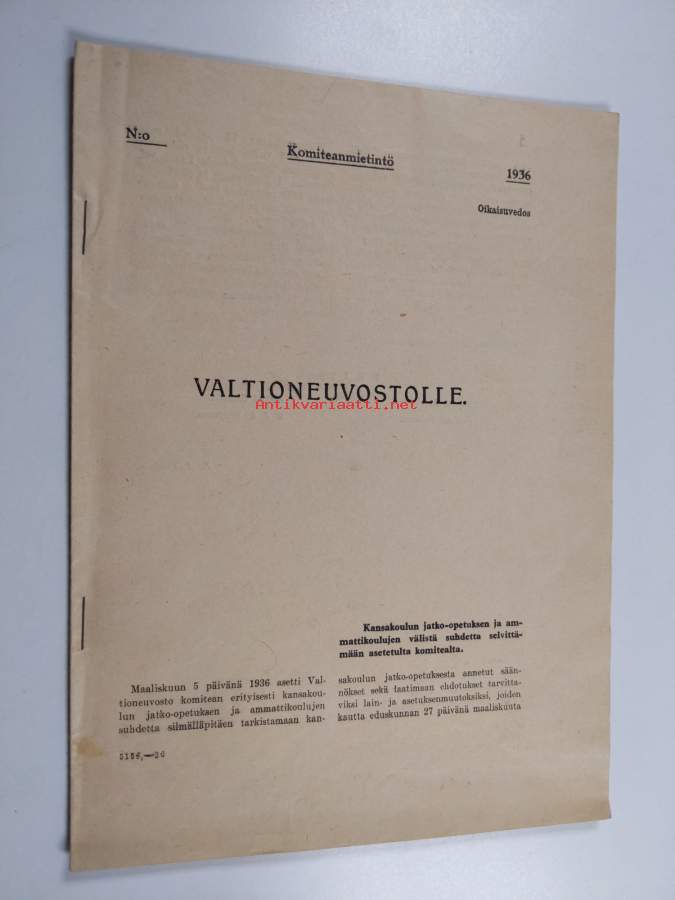 N:o
Komiteanmietintö
1936
Oikaisuvedos
VALTIONEUVOSTOLLE.
Antikvariaatti.net
Kansakoulun jatko-opetuksen ja am-
mattikoulujen välistä suhdetta selvittä-
mään asetetulta komitealta.
Maaliskuun 5 päivänä 1936 asetti Val-
tioneuvosto komitean erityisesti kansakou-
lun jatko-opetuksen ja ammattikoulujen
suhdetta silmälläpitäen tarkistamaan kan-
sakoulun jatko-opetuksesta annetut sään-
nökset sekä laatimaan ehdotukset tarvitta-
viksi lain- ja asetuksenmuutoksiksi, joiden
kautta eduskunnan 27 päivänä maaliskuuta